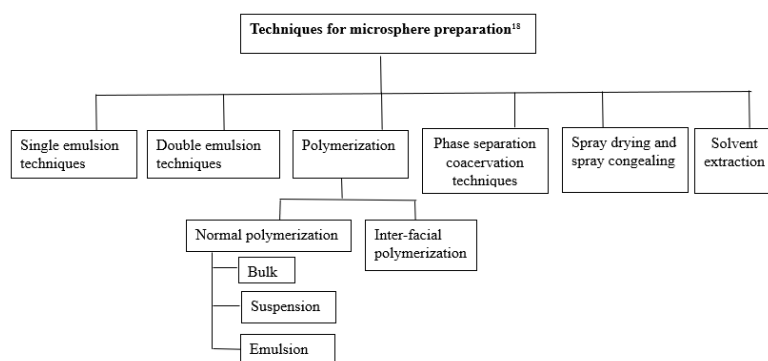 Techniques for microsphere preparation¹⁸
Single emulsion
techniques
Double emulsion
techniques
Polymerization
Phase separation
coacervation
techniques
Spray drying and
spray congealing
Solvent
extraction
Normal polymerization
Inter-facial
polymerization
Bulk
Suspension
Emulsion